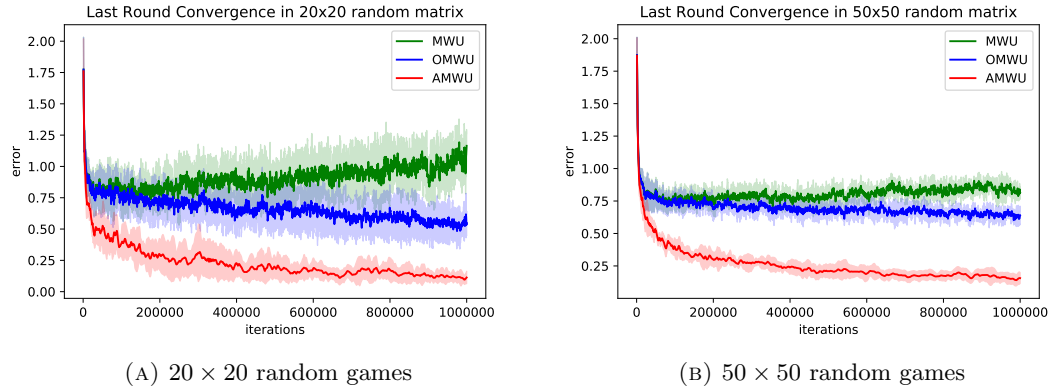 Last Round Convergence in 20x20 random matrix
2.00
1.75
1.50
1.25
1.00
0.75
0.50
0.25
0.00
error
MWU
OMWU
AMWU
0
200000
400000
600000
800000
1000000
iterations
(A) 20 × 20 random games
Last Round Convergence in 50x50 random matrix
2.00
1.75
1.50
1.25
1.00
0.75
0.50
0.25
error
MWU
OMWU
AMWU
0
200000
400000
600000
800000
1000000
iterations
(B) 50 × 50 random games